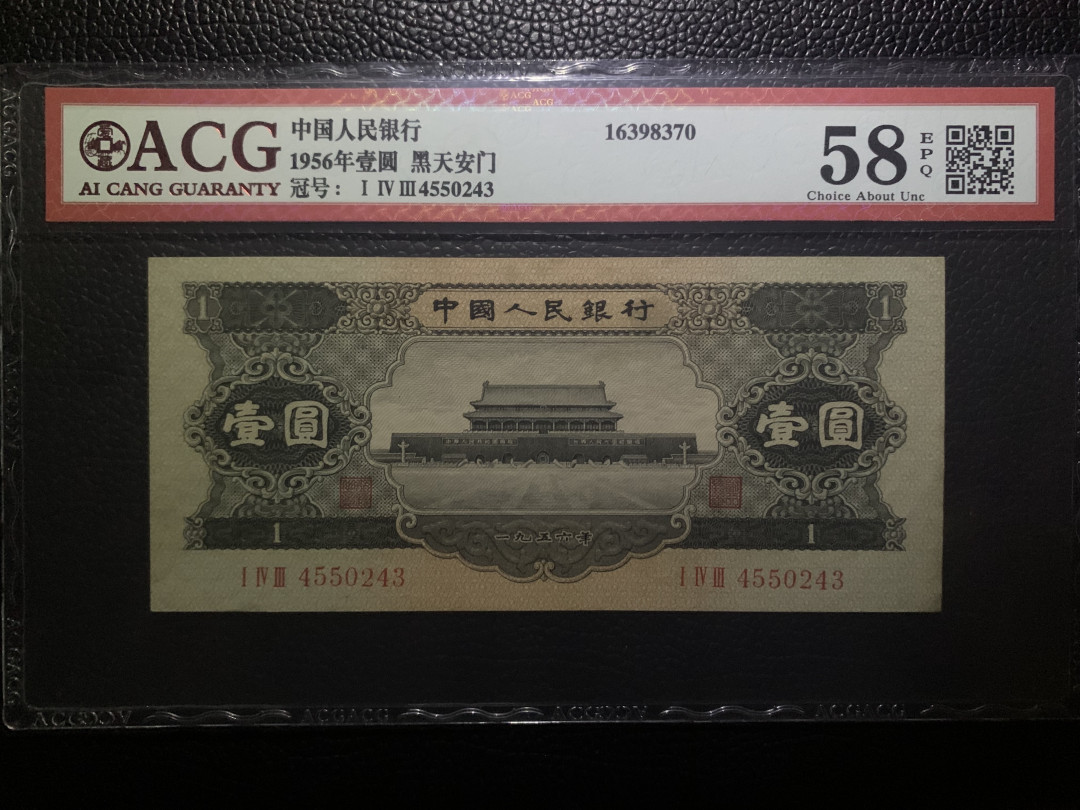 ACG
AI CANG GUARANTY
中国人民银行
1956年壹圆 黑天安门
冠号： I IV III 4550243
16398370
58
EPQ
Choice About Unc
ACG
ACG
1
中國人民銀行
1
壹圓
壹圓
1
一九五六年
1
I IV III 4550243
I IV III 4550243
ACGACG